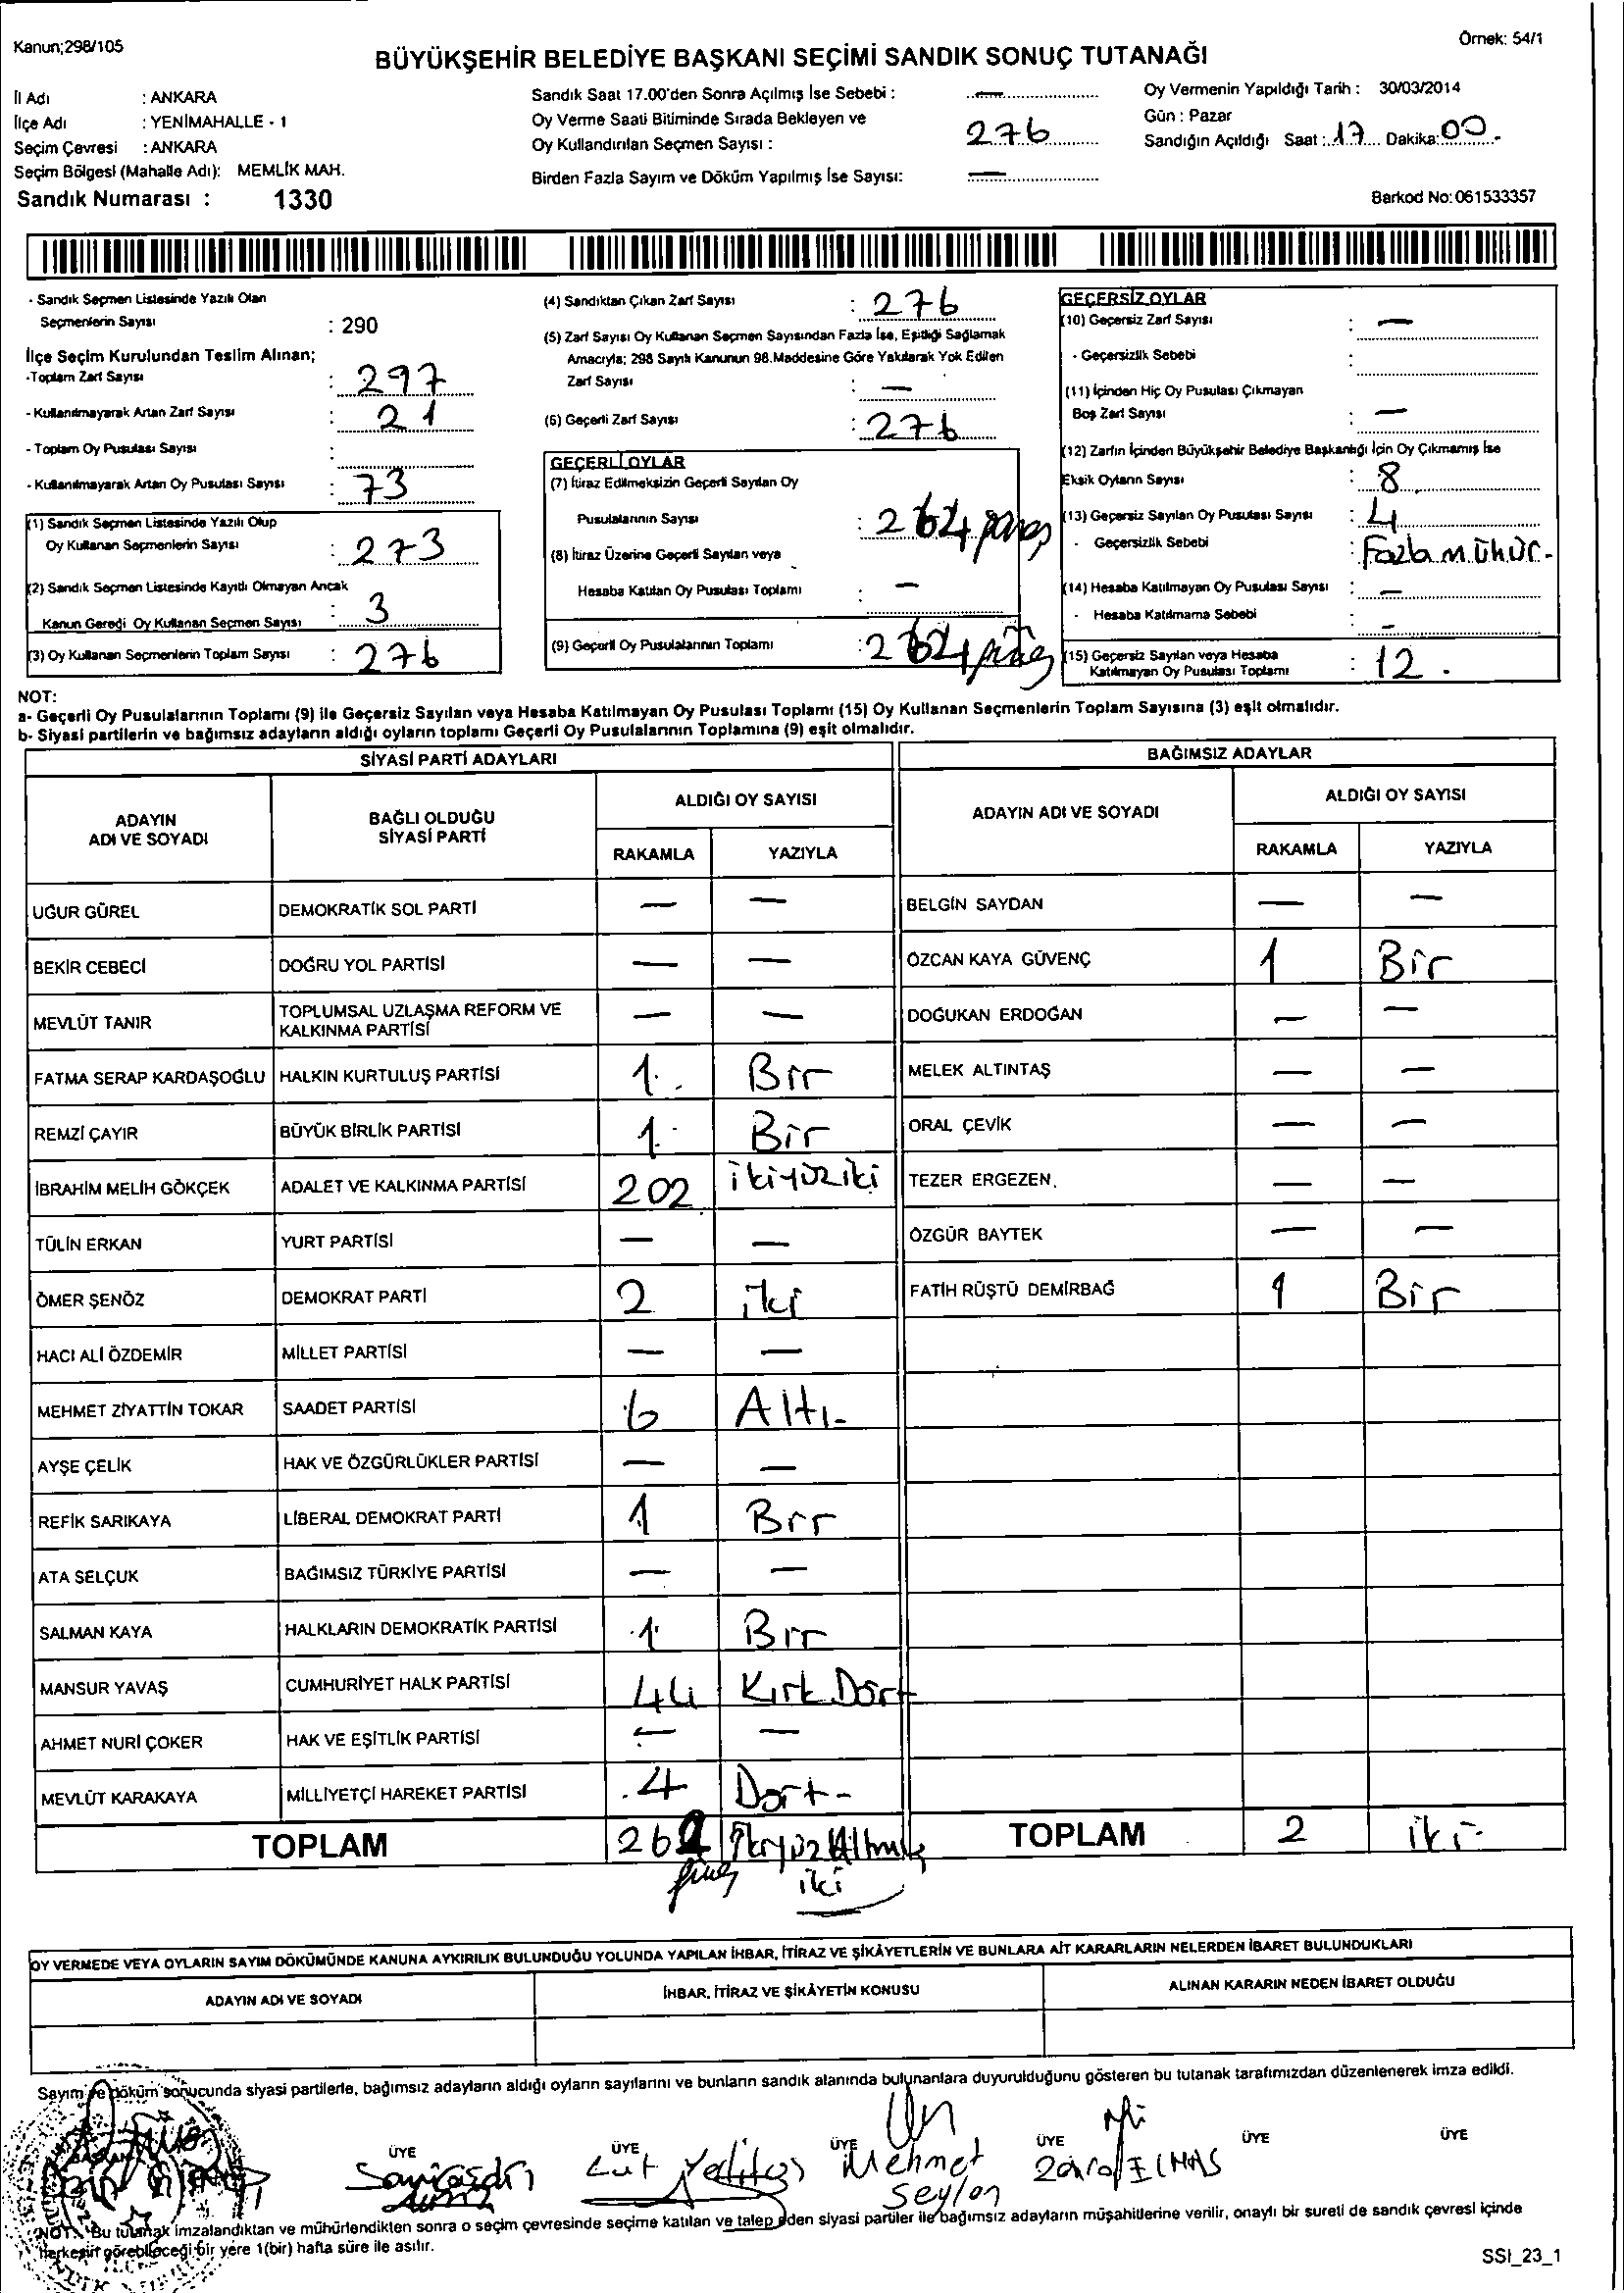 Kanun;298/105
Örnek: 54/1
BÜYÜKŞEHİR BELEDİYE BAŞKANI SEÇİMİ SANDIK SONUÇ TUTANAĞI
İl Adı : ANKARA
İlçe Adı : YENİMAHALLE - 1
Seçim Çevresi : ANKARA
Seçim Bölgesi (Mahalle Adı): MEMLİK MAH.
Sandık Numarası : 1330
Sandık Saat 17.00'den Sonra Açılmış İse Sebebi : —
Oy Verme Saati Bitiminde Sırada Bekleyen ve
Oy Kullandırılan Seçmen Sayısı : 276
Birden Fazla Sayım ve Döküm Yapılmış İse Sayısı: —
Oy Vermenin Yapıldığı Tarih : 30/03/2014
Gün : Pazar
Sandığın Açıldığı Saat : 17 Dakika: 00
Barkod No:061533357
- Sandık Seçmen Listesinde Yazılı Olan
Seçmenlerin Sayısı : 290
İlçe Seçim Kurulundan Teslim Alınan;
-Toplam Zarf Sayısı : 297
- Kullanılmayarak Artan Zarf Sayısı : 21
- Toplam Oy Pusulası Sayısı :
- Kullanılmayarak Artan Oy Pusulası Sayısı : 73
(1) Sandık Seçmen Listesinde Yazılı Olup
Oy Kullanan Seçmenlerin Sayısı : 273
(2) Sandık Seçmen Listesinde Kayıtlı Olmayan Ancak
Kanun Gereği Oy Kullanan Seçmen Sayısı : 3
(3) Oy Kullanan Seçmenlerin Toplam Sayısı : 276
(4) Sandıktan Çıkan Zarf Sayısı : 276
(5) Zarf Sayısı Oy Kullanan Seçmen Sayısından Fazla İse, Eşitliği Sağlamak
Amacıyla; 298 Sayılı Kanunun 98.Maddesine Göre Yakılarak Yok Edilen
Zarf Sayısı : —
(6) Geçerli Zarf Sayısı : 276
GEÇERLİ OYLAR
(7) İtiraz Edilmeksizin Geçerli Sayılan Oy
Pusulalarının Sayısı : 264
(8) İtiraz Üzerine Geçerli Sayılan veya
Hesaba Katılan Oy Pusulası Toplamı : —
(9) Geçerli Oy Pusulalarının Toplamı : 264
GEÇERSİZ OYLAR
(10) Geçersiz Zarf Sayısı : —
- Geçersizlik Sebebi :
(11) İçinden Hiç Oy Pusulası Çıkmayan
Boş Zarf Sayısı : —
(12) Zarfın İçinden Büyükşehir Belediye Başkanlığı İçin Oy Çıkmamış İse
Eksik Oyların Sayısı : 8
(13) Geçersiz Sayılan Oy Pusulası Sayısı : 4
- Geçersizlik Sebebi : Fazla mühür-
(14) Hesaba Katılmayan Oy Pusulası Sayısı : —
- Hesaba Katılmama Sebebi : —
(15) Geçersiz Sayılan veya Hesaba
Katılmayan Oy Pusulası Toplamı : 12.
NOT:
a- Geçerli Oy Pusulalarının Toplamı (9) ile Geçersiz Sayılan veya Hesaba Katılmayan Oy Pusulası Toplamı (15) Oy Kullanan Seçmenlerin Toplam Sayısına (3) eşit olmalıdır.
b- Siyasi partilerin ve bağımsız adayların aldığı oyların toplamı Geçerli Oy Pusulalarının Toplamına (9) eşit olmalıdır.
SİYASİ PARTİ ADAYLARI
ADAYIN
ADI VE SOYADI
BAĞLI OLDUĞU
SİYASİ PARTİ
ALDIĞI OY SAYISI
RAKAMLA YAZIYLA
UĞUR GÜREL DEMOKRATİK SOL PARTİ — —
BEKİR CEBECİ DOĞRU YOL PARTİSİ — —
MEVLÜT TANIR TOPLUMSAL UZLAŞMA REFORM VE
KALKINMA PARTİSİ — —
FATMA SERAP KARDAŞOĞLU HALKIN KURTULUŞ PARTİSİ 1 Bir
REMZİ ÇAYIR BÜYÜK BİRLİK PARTİSİ 1 Bir
İBRAHİM MELİH GÖKÇEK ADALET VE KALKINMA PARTİSİ 202 ikiyüziki
TÜLİN ERKAN YURT PARTİSİ — —
ÖMER ŞENÖZ DEMOKRAT PARTİ 2 iki
HACI ALİ ÖZDEMİR MİLLET PARTİSİ — —
MEHMET ZİYATTİN TOKAR SAADET PARTİSİ 6 Altı-
AYŞE ÇELİK HAK VE ÖZGÜRLÜKLER PARTİSİ — —
REFİK SARIKAYA LİBERAL DEMOKRAT PARTİ 1 Bir
ATA SELÇUK BAĞIMSIZ TÜRKİYE PARTİSİ — —
SALMAN KAYA HALKLARIN DEMOKRATİK PARTİSİ 1 Bir
MANSUR YAVAŞ CUMHURİYET HALK PARTİSİ 44 Kırk Dört
AHMET NURİ ÇOKER HAK VE EŞİTLİK PARTİSİ — —
MEVLÜT KARAKAYA MİLLİYETÇİ HAREKET PARTİSİ 4 Dört-
TOPLAM 262 ikiyüz Altmış
iki
BAĞIMSIZ ADAYLAR
ADAYIN ADI VE SOYADI
ALDIĞI OY SAYISI
RAKAMLA YAZIYLA
BELGİN SAYDAN — —
ÖZCAN KAYA GÜVENÇ 1 Bir
DOĞUKAN ERDOĞAN — —
MELEK ALTINTAŞ — —
ORAL ÇEVİK — —
TEZER ERGEZEN — —
ÖZGÜR BAYTEK — —
FATİH RÜŞTÜ DEMİRBAĞ 1 Bir
TOPLAM 2 iki
OY VERMEDE VEYA OYLARIN SAYIM DÖKÜMÜNDE KANUNA AYKIRILIK BULUNDUĞU YOLUNDA YAPILAN İHBAR, İTİRAZ VE ŞİKÂYETLERİN VE BUNLARA AİT KARARLARIN NELERDEN İBARET BULUNDUKLARI
ADAYIN ADI VE SOYADI
İHBAR, İTİRAZ VE ŞİKÂYETİN KONUSU
ALINAN KARARIN NEDEN İBARET OLDUĞU
Sayım ve döküm sonucunda siyasi partilerle, bağımsız adayların aldığı oyların sayılarını ve bunların sandık alanında bulunanlara duyurulduğunu gösteren bu tutanak tarafımızdan düzenlenerek imza edildi.
BAŞKAN ÜYE ÜYE ÜYE ÜYE ÜYE ÜYE
Mehmet
Seylan
NOT: Bu tutanak imzalandıktan ve mühürlendikten sonra o seçim çevresinde seçime katılan ve talep eden siyasi partiler ile bağımsız adayların müşahitlerine verilir, onaylı bir sureti de sandık çevresi içinde
herkesin görebileceği bir yere 1(bir) hafta süre ile asılır.
SSI_23_1